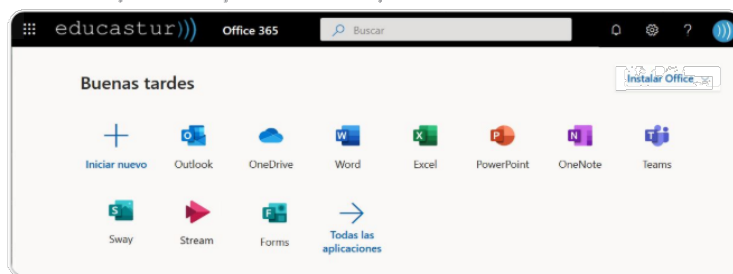 educastur))) Office 365 Buscar ?
Buenas tardes
Instalar Office
Iniciar nuevo Outlook OneDrive Word Excel PowerPoint OneNote Teams
Sway Stream Forms Todas las
aplicaciones